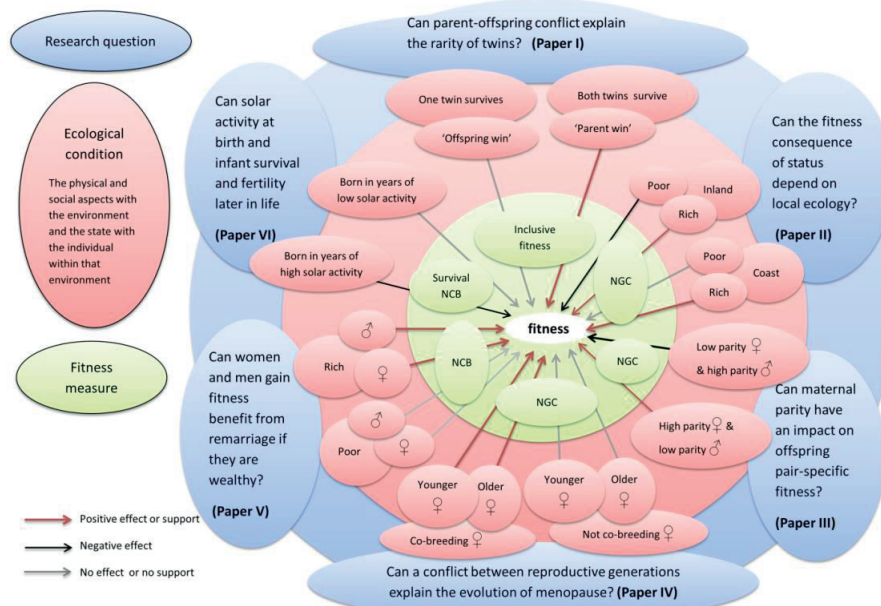 Research question
Ecological
condition
The physical and
social aspects with
the environment
and the state with
the individual
within that
environment
Fitness
measure
Positive effect or support
Negative effect
No effect or no support
Can parent-offspring conflict explain
the rarity of twins? (Paper I)
One twin survives
Both twins survive
'Offspring win'
'Parent win'
Can solar
activity at
birth and
infant survival
and fertility
later in life
(Paper VI)
Born in years of
low solar activity
Born in years of
high solar activity
Can the fitness
consequence
of status
depend on
local ecology?
(Paper II)
Poor
Inland
Rich
Poor
Coast
Rich
Inclusive
fitness
Survival
NCB
NGC
fitness
NCB
NGC
NGC
Can women
and men gain
fitness
benefit from
remarriage if
they are
wealthy?
(Paper V)
♂
Rich
♀
♂
Poor
♀
Low parity ♀
& high parity ♂
High parity ♀ &
low parity ♂
Can maternal
parity have
an impact on
offspring
pair-specific
fitness?
(Paper III)
Younger
♀
Older
♀
Co-breeding ♀
Younger
♀
Older
♀
Not co-breeding ♀
Can a conflict between reproductive generations
explain the evolution of menopause? (Paper IV)